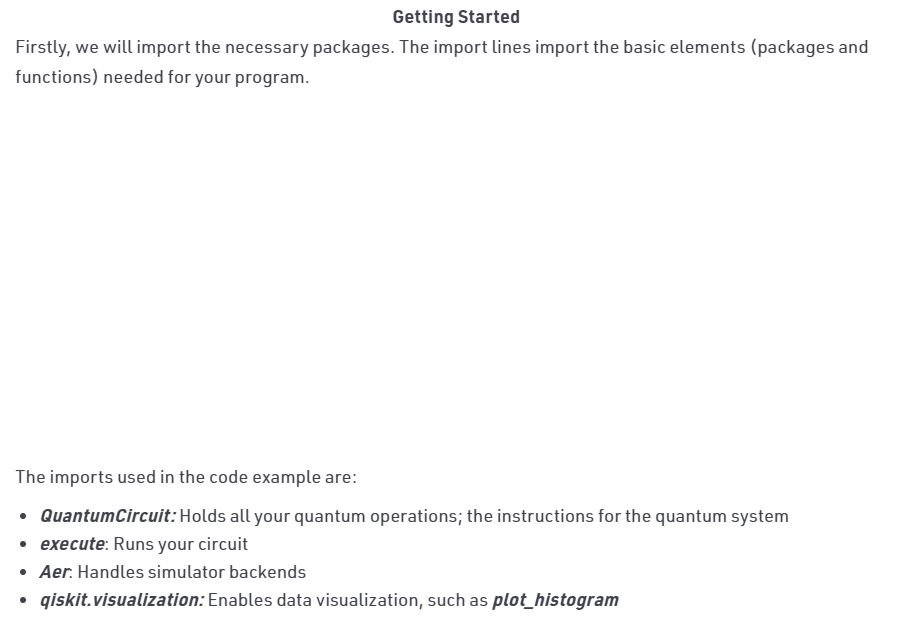 Getting Started
Firstly, we will import the necessary packages. The import lines import the basic elements (packages and
functions) needed for your program.
The imports used in the code example are:
• QuantumCircuit: Holds all your quantum operations; the instructions for the quantum system
• execute: Runs your circuit
• Aer: Handles simulator backends
• qiskit.visualization: Enables data visualization, such as plot_histogram